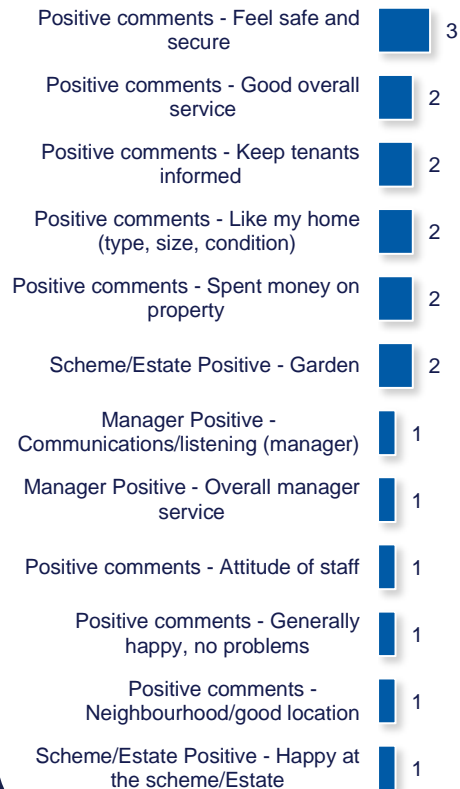 Positive comments - Feel safe and
secure
3
Positive comments - Good overall
service
2
Positive comments - Keep tenants
informed
2
Positive comments - Like my home
(type, size, condition)
2
Positive comments - Spent money on
property
2
Scheme/Estate Positive - Garden
2
Manager Positive -
Communications/listening (manager)
1
Manager Positive - Overall manager
service
1
Positive comments - Attitude of staff
1
Positive comments - Generally
happy, no problems
1
Positive comments -
Neighbourhood/good location
1
Scheme/Estate Positive - Happy at
the scheme/Estate
1